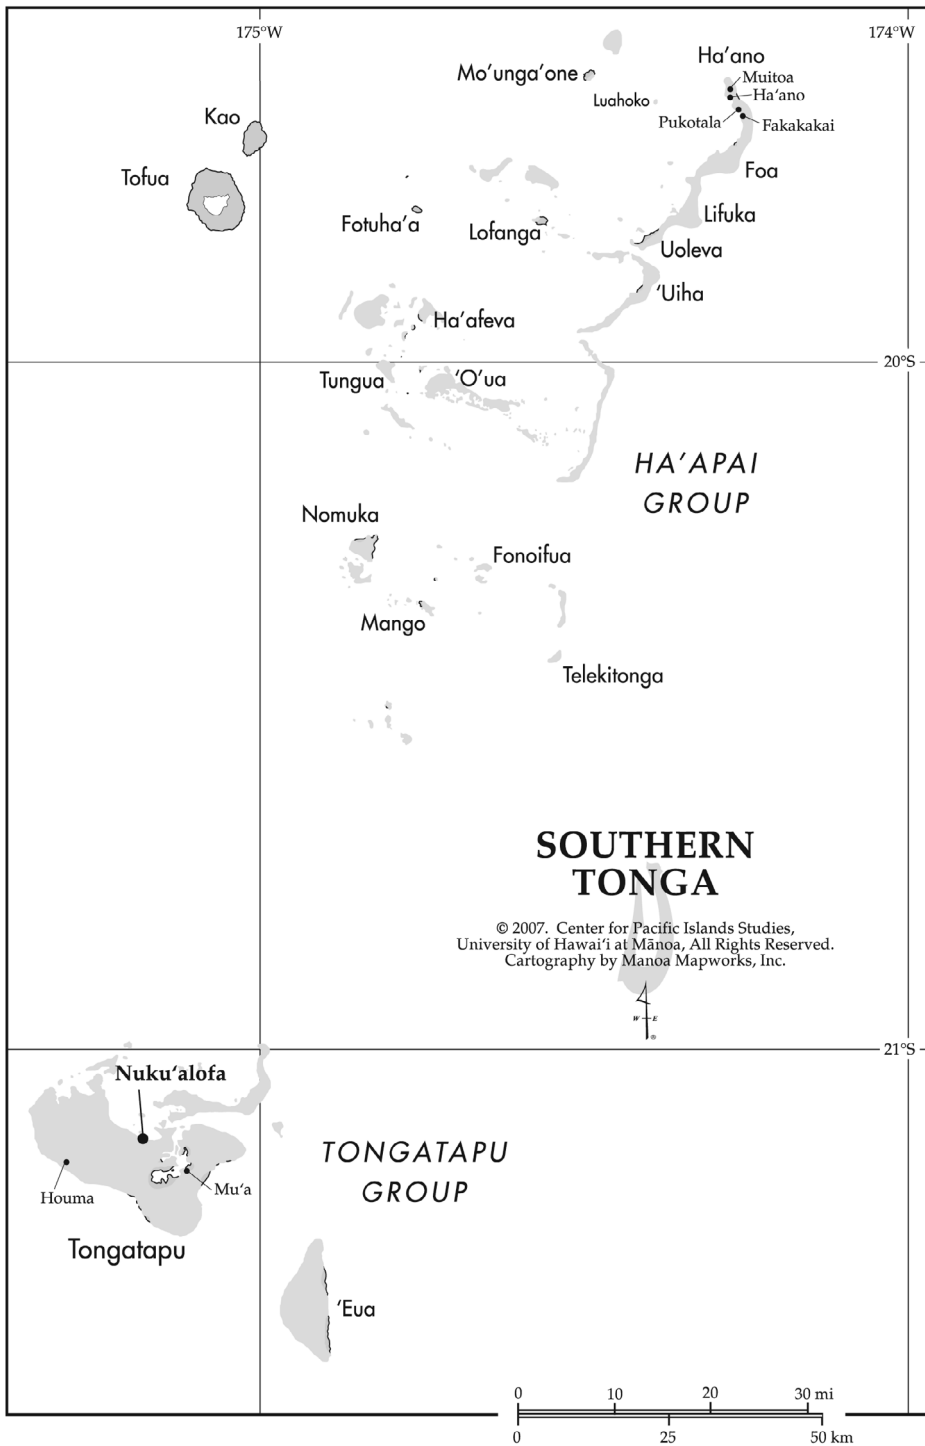 175°W
174°W
Ha‘ano
Mo‘unga‘one
Muitoa
Ha‘ano
Luahoko
Kao
Pukotala
Fakakakai
Tofua
Foa
Fotuha‘a
Lofanga
Lifuka
Uoleva
‘Uiha
Ha‘afeva
20°S
Tungua
‘O‘ua
HA‘APAI
GROUP
Nomuka
Fonoifua
Mango
Telekitonga
SOUTHERN
TONGA
© 2007. Center for Pacific Islands Studies,
University of Hawai‘i at Mānoa, All Rights Reserved.
Cartography by Manoa Mapworks, Inc.
W E
®
21°S
Nuku‘alofa
TONGATAPU
GROUP
Houma
Mu‘a
Tongatapu
‘Eua
0 10 20 30 mi
0 25 50 km